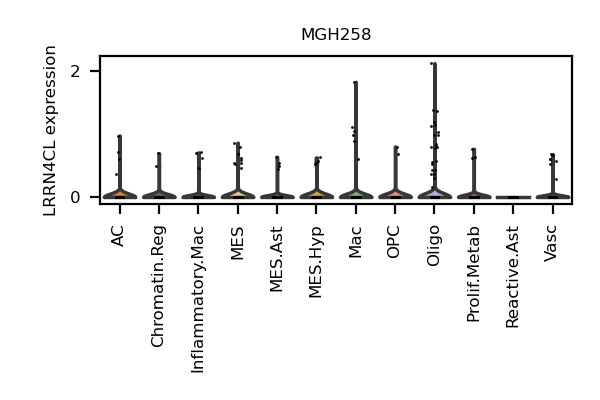 MGH258
LRRN4CL expression
2
0
AC
Chromatin.Reg
Inflammatory.Mac
MES
MES.Ast
MES.Hyp
Mac
OPC
Oligo
Prolif.Metab
Reactive.Ast
Vasc